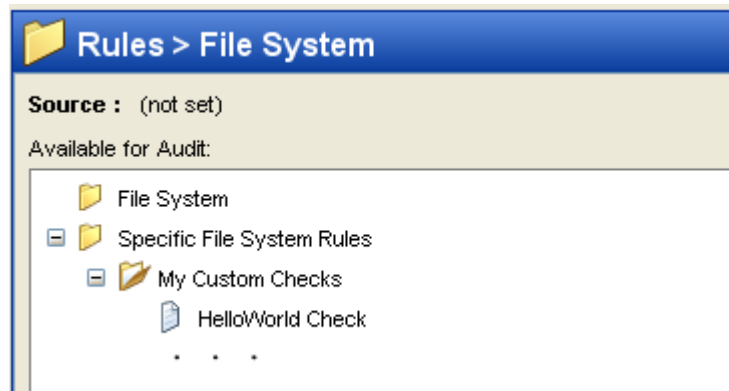 Rules > File System
Source : (not set)
Available for Audit:
File System
Specific File System Rules
My Custom Checks
HelloWorld Check
. . .